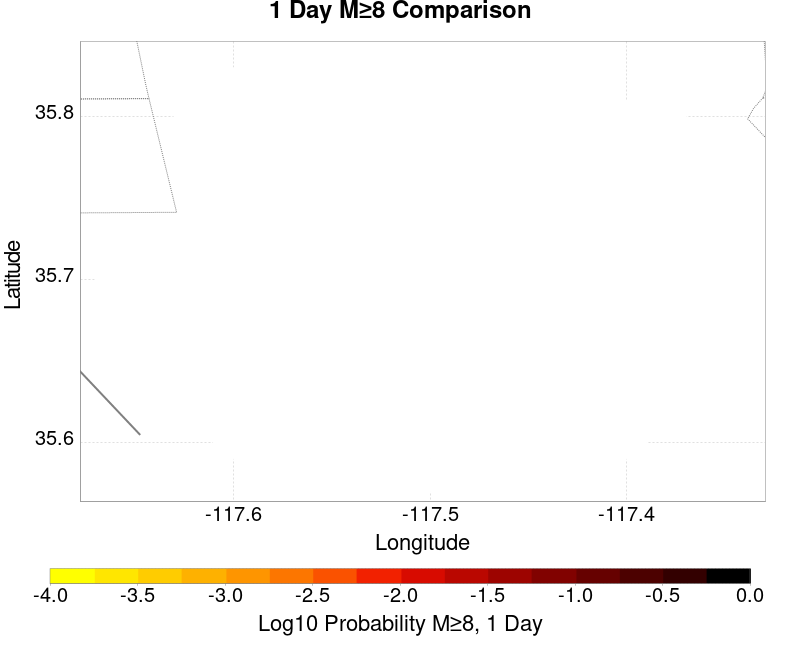 1 Day M≥8 Comparison
35.8
35.7
35.6
Latitude
-117.6 -117.5 -117.4
Longitude
-4.0 -3.5 -3.0 -2.5 -2.0 -1.5 -1.0 -0.5 0.0
Log10 Probability M≥8, 1 Day